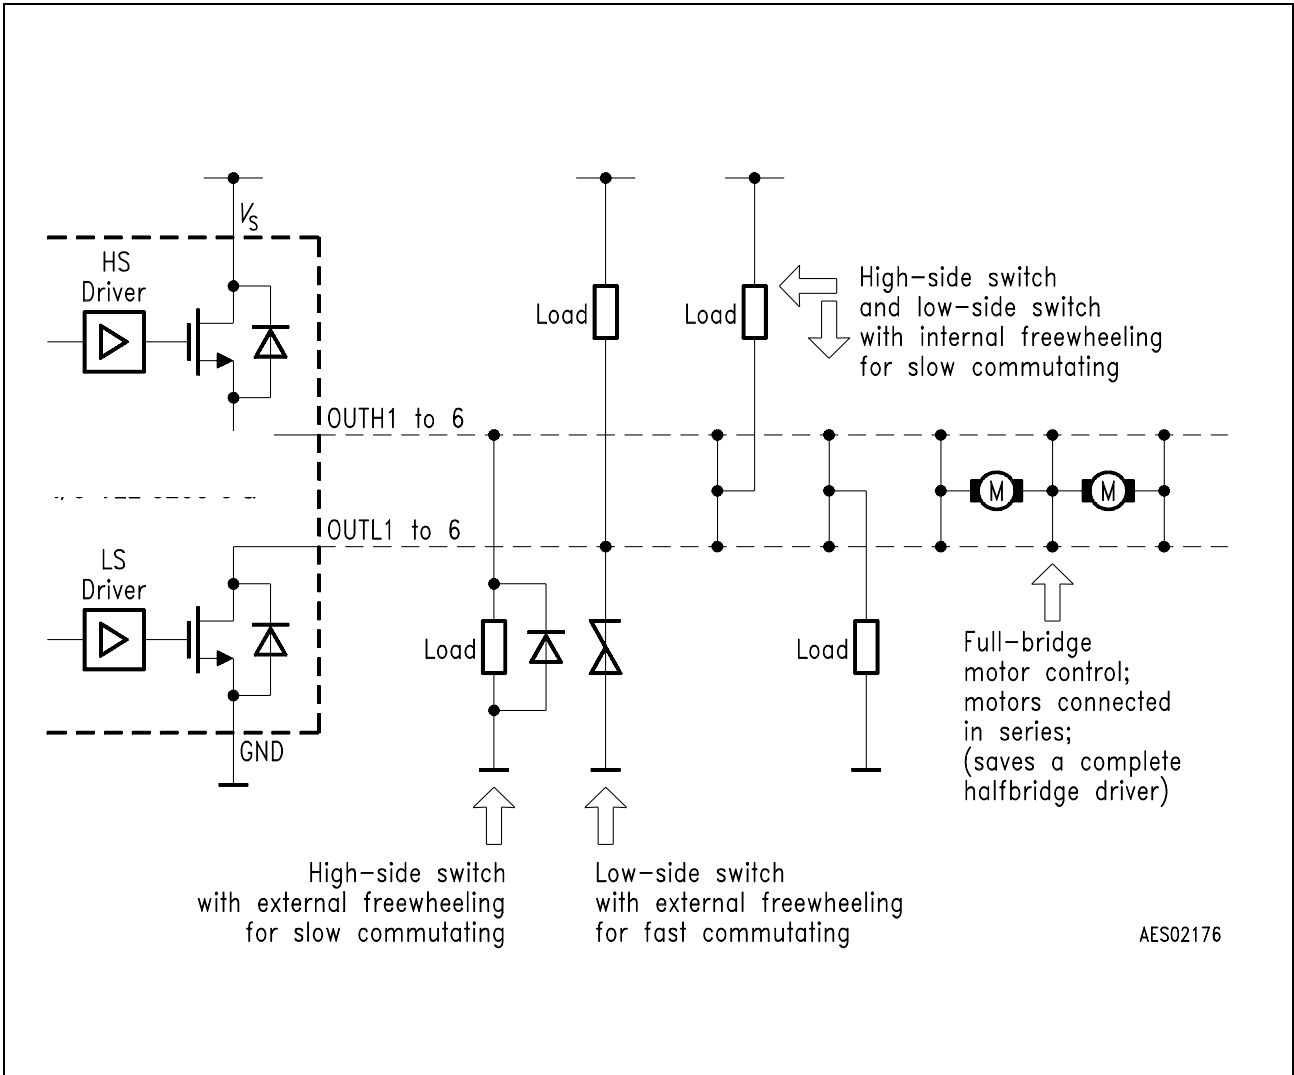 VS
HS
Driver
Load
Load
High-side switch
and low-side switch
with internal freewheeling
for slow commutating
OUTH1 to 6
M
M
OUTL1 to 6
LS
Driver
Load
Load
Full-bridge
motor control;
motors connected
in series;
(saves a complete
halfbridge driver)
GND
High-side switch
with external freewheeling
for slow commutating
Low-side switch
with external freewheeling
for fast commutating
AES02176